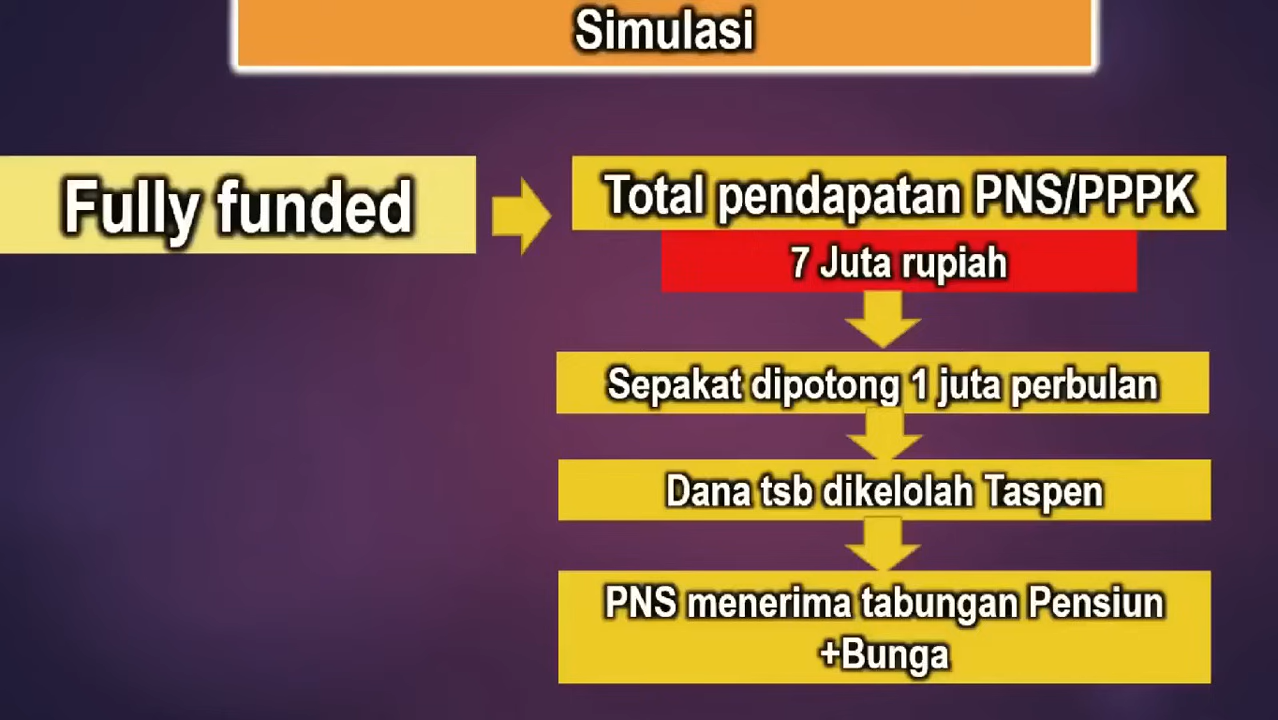 Simulasi
Fully funded
Total pendapatan PNS/PPPK
7 Juta rupiah
Sepakat dipotong 1 juta perbulan
Dana tsb dikelolah Taspen
PNS menerima tabungan Pensiun
+Bunga